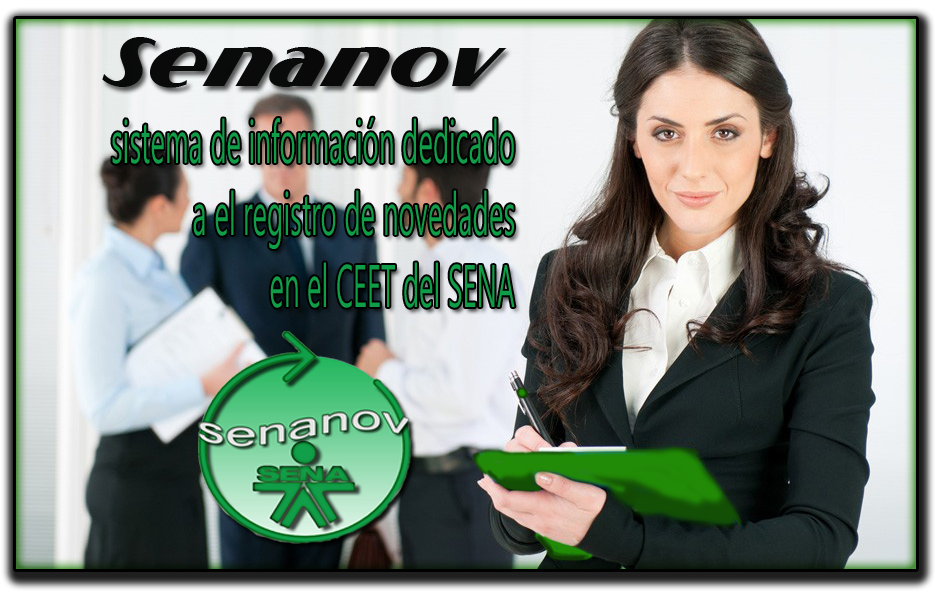 Senanov
sistema de información dedicado
a el registro de novedades
en el CEET del SENA
Senanov
SENA